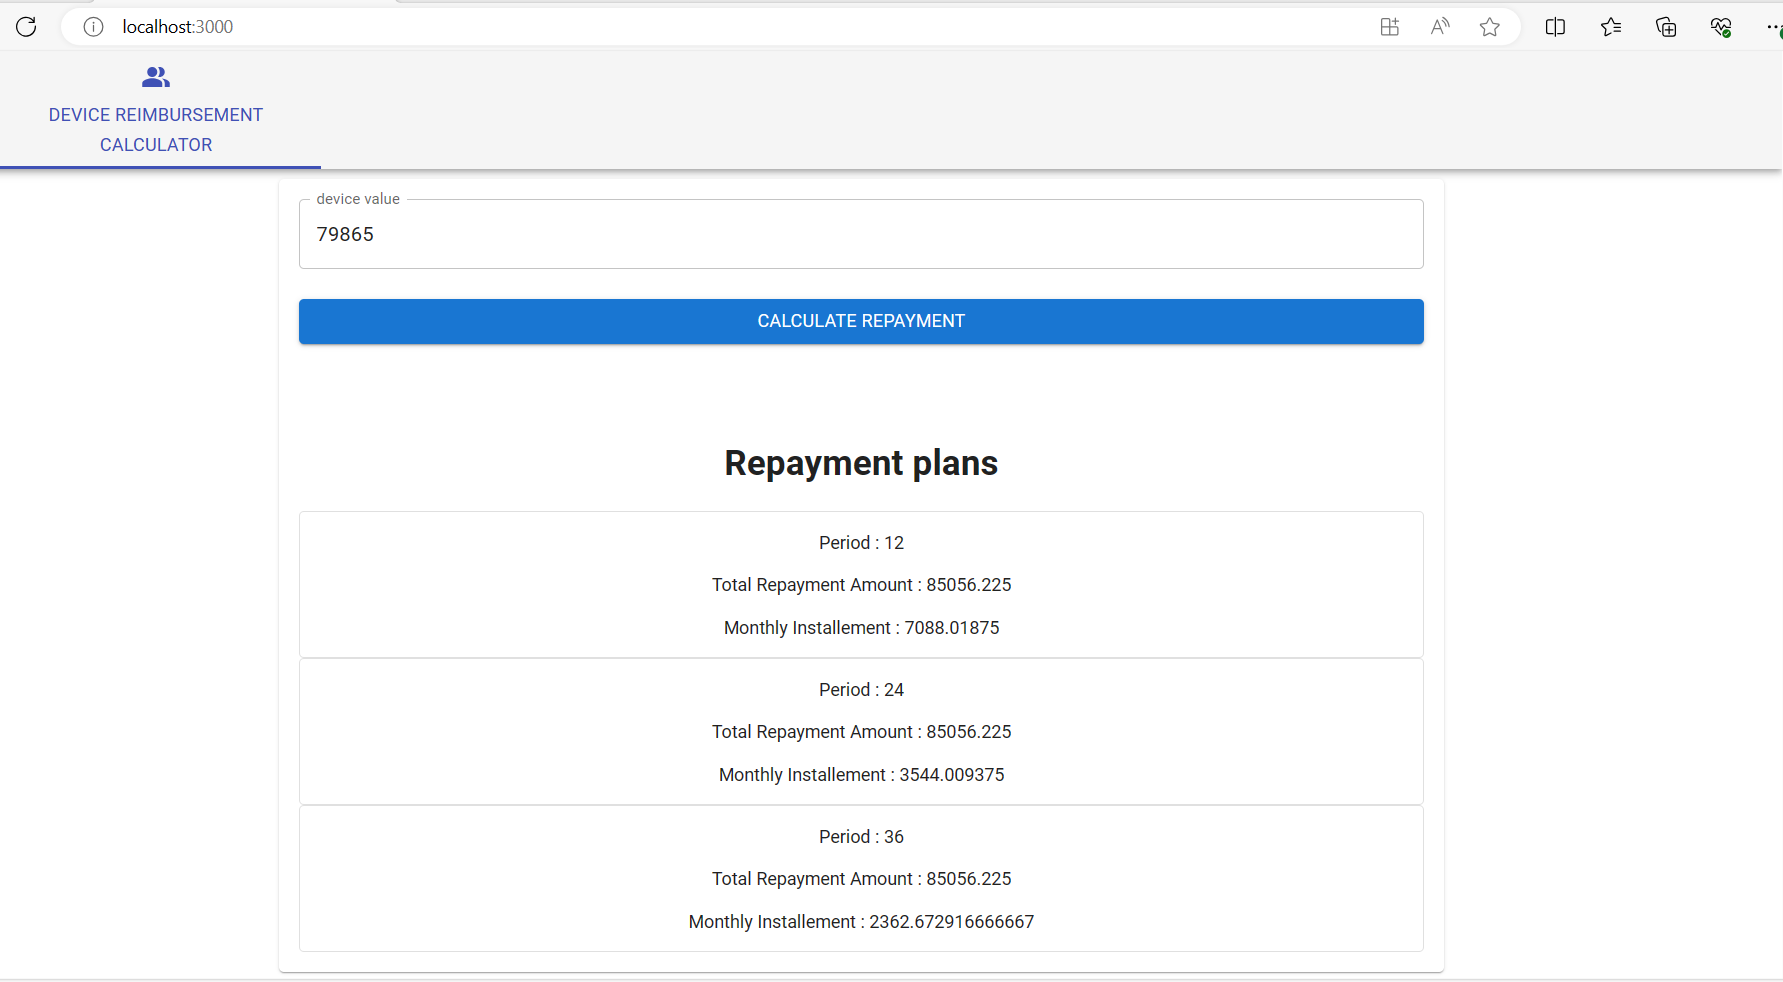 localhost:3000
DEVICE REIMBURSEMENT
CALCULATOR
device value
79865
CALCULATE REPAYMENT
Repayment plans
Period : 12
Total Repayment Amount : 85056.225
Monthly Installement : 7088.01875
Period : 24
Total Repayment Amount : 85056.225
Monthly Installement : 3544.009375
Period : 36
Total Repayment Amount : 85056.225
Monthly Installement : 2362.672916666667